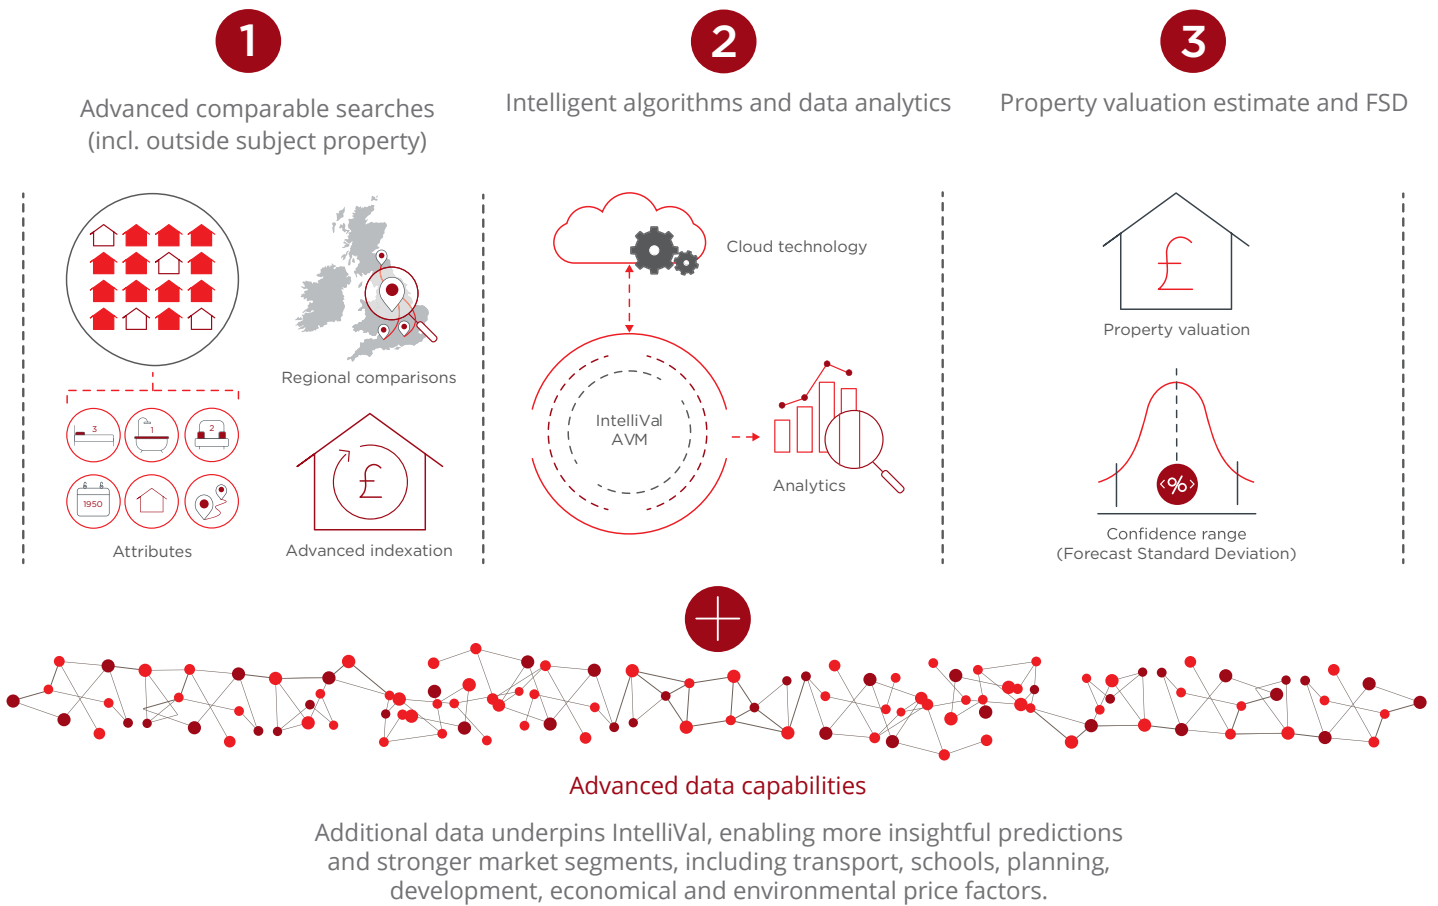 1
Advanced comparable searches
(incl. outside subject property)
Regional comparisons
3
1
2
1950
Attributes
£
Advanced indexation
2
Intelligent algorithms and data analytics
Cloud technology
IntelliVal
AVM
Analytics
3
Property valuation estimate and FSD
£
Property valuation
<%>
Confidence range
(Forecast Standard Deviation)
Advanced data capabilities
Additional data underpins IntelliVal, enabling more insightful predictions
and stronger market segments, including transport, schools, planning,
development, economical and environmental price factors.